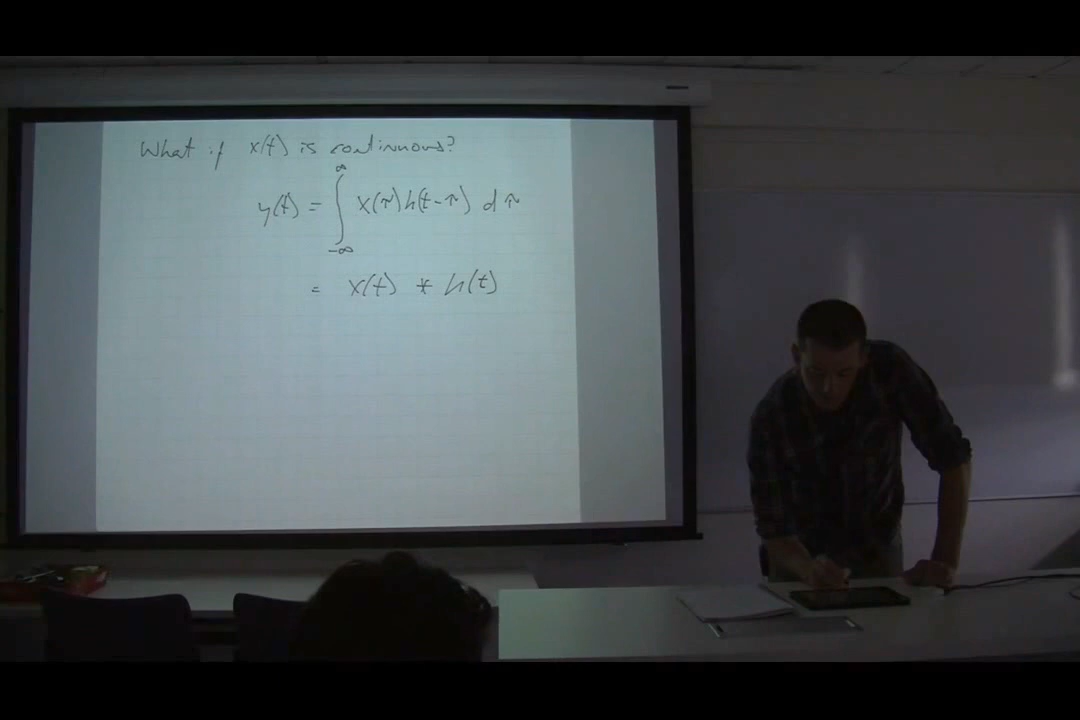 What if x(t) is continuous?
y(t) = ∫_{-∞}^{∞} x(τ)h(t-τ) dτ
= x(t) * h(t)